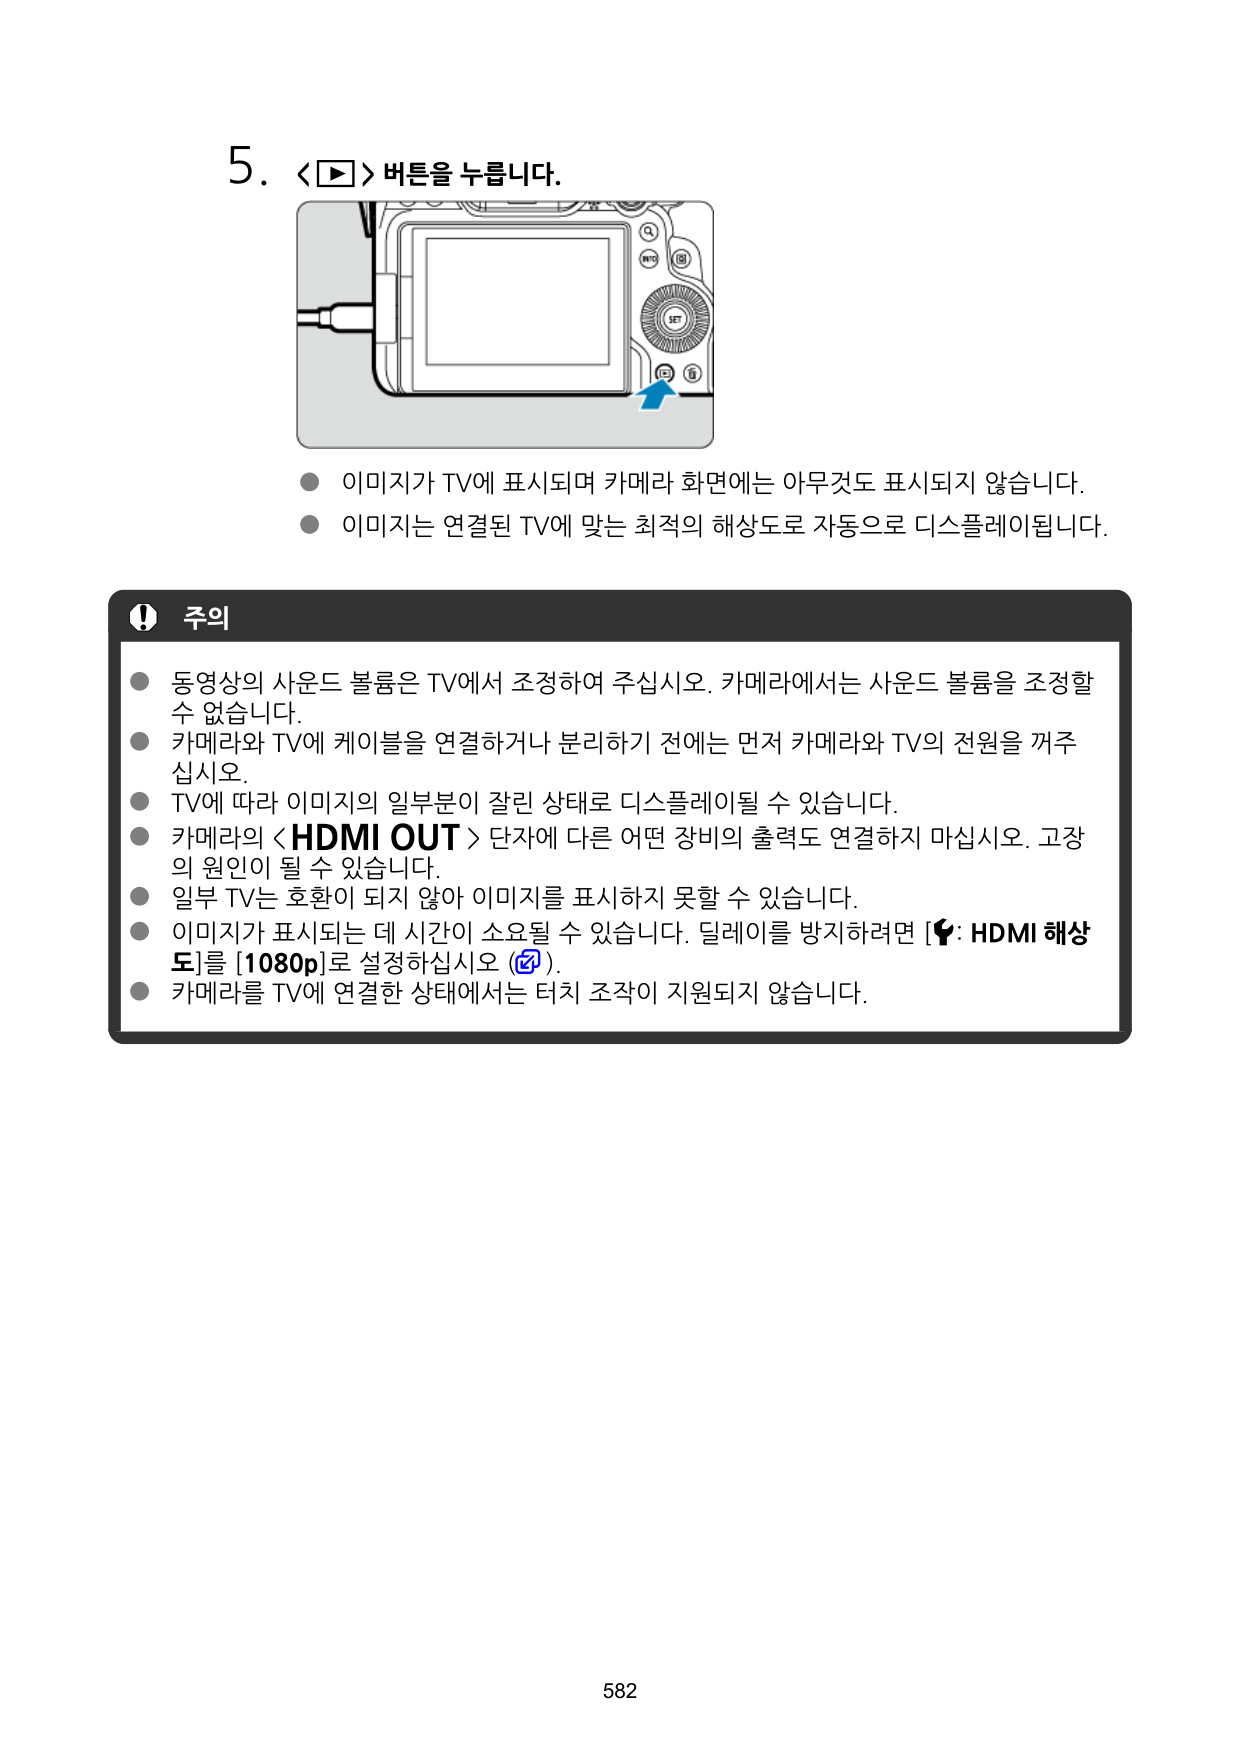 5. < > 버튼을 누릅니다.
INFO
Q
SET
● 이미지가 TV에 표시되며 카메라 화면에는 아무것도 표시되지 않습니다.
● 이미지는 연결된 TV에 맞는 최적의 해상도로 자동으로 디스플레이됩니다.
주의
● 동영상의 사운드 볼륨은 TV에서 조정하여 주십시오. 카메라에서는 사운드 볼륨을 조정할
수 없습니다.
● 카메라와 TV에 케이블을 연결하거나 분리하기 전에는 먼저 카메라와 TV의 전원을 꺼주
십시오.
● TV에 따라 이미지의 일부분이 잘린 상태로 디스플레이될 수 있습니다.
● 카메라의 < HDMI OUT > 단자에 다른 어떤 장비의 출력도 연결하지 마십시오. 고장
의 원인이 될 수 있습니다.
● 일부 TV는 호환이 되지 않아 이미지를 표시하지 못할 수 있습니다.
● 이미지가 표시되는 데 시간이 소요될 수 있습니다. 딜레이를 방지하려면 [ : HDMI 해상
도]를 [1080p]로 설정하십시오 ( ).
● 카메라를 TV에 연결한 상태에서는 터치 조작이 지원되지 않습니다.
582